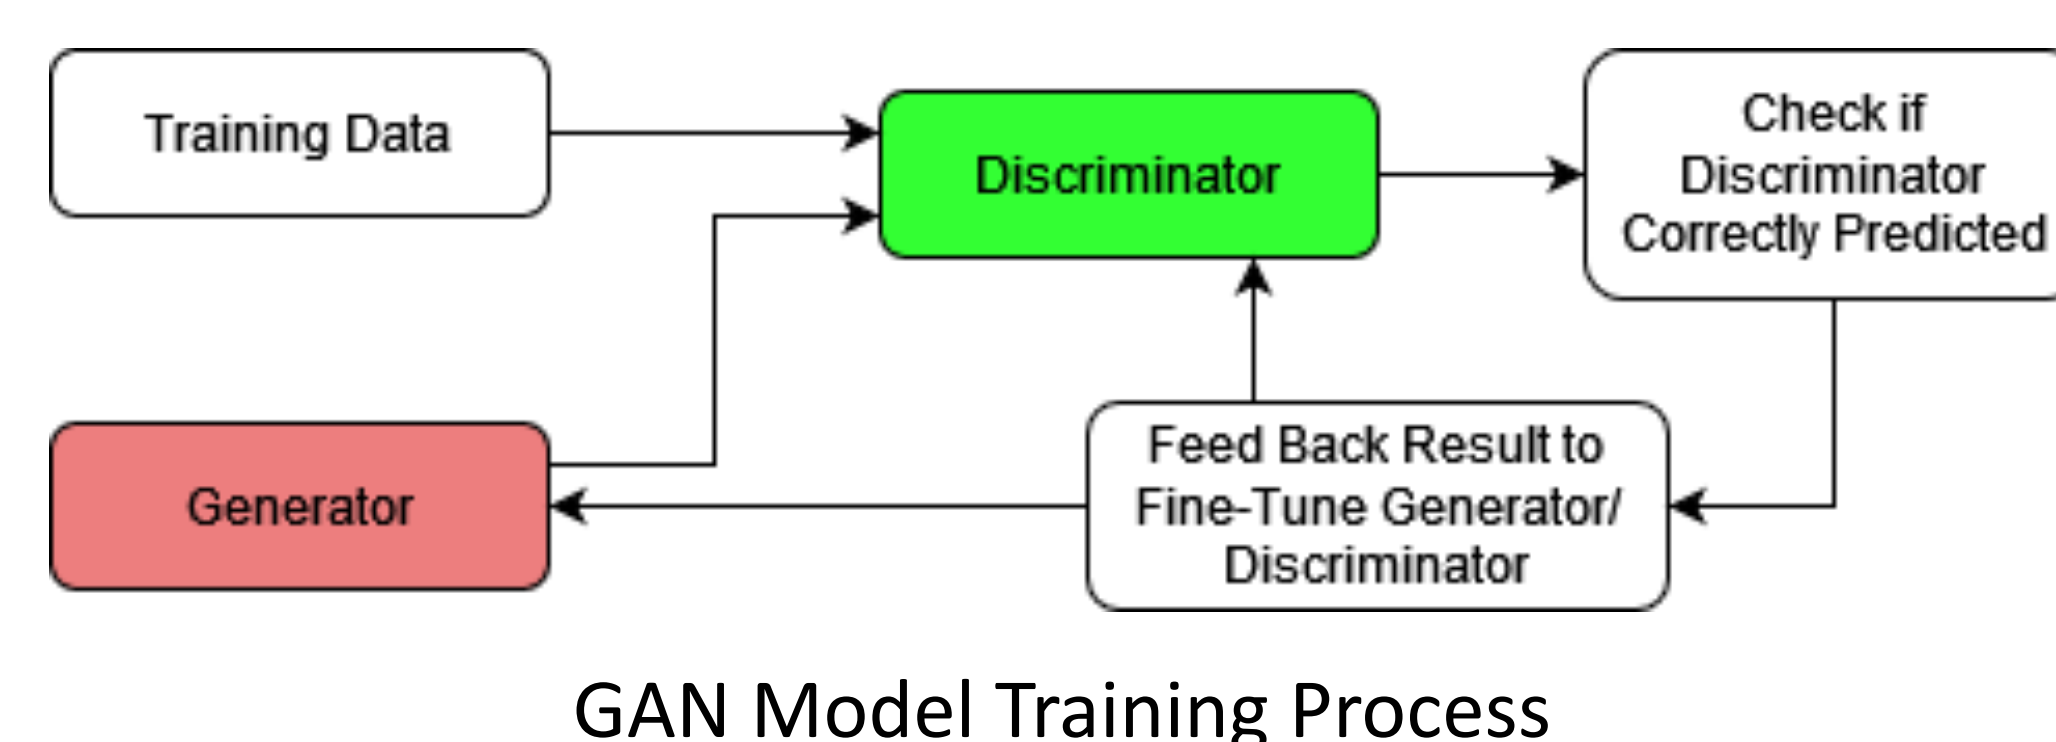 Training Data
Discriminator
Check if
Discriminator
Correctly Predicted
Generator
Feed Back Result to
Fine-Tune Generator/
Discriminator
GAN Model Training Process